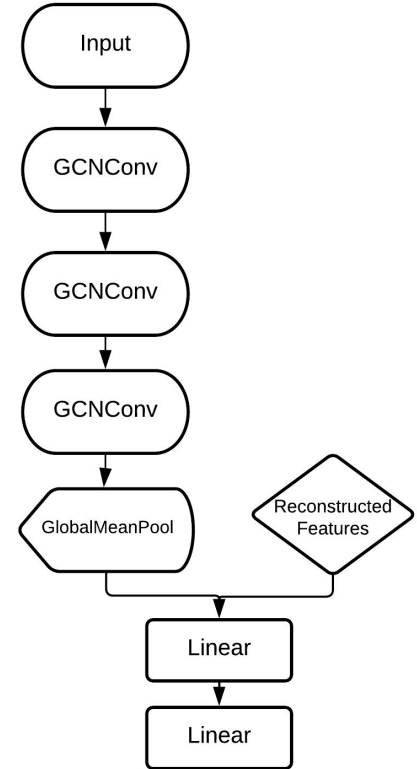 Input
GCNConv
GCNConv
GCNConv
GlobalMeanPool
Reconstructed
Features
Linear
Linear